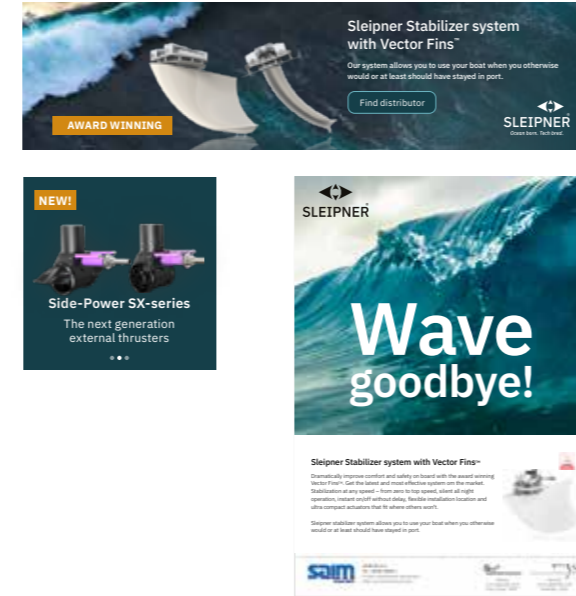 Sleipner Stabilizer system
with Vector Fins™
Our system allows you to use your boat when you otherwise
would or at least should have stayed in port.
Find distributor
AWARD WINNING
SLEIPNER
Ocean born. Tech bred.
NEW!
Side-Power SX-series
The next generation
external thrusters
SLEIPNER
Wave
goodbye!
Sleipner Stabilizer system with Vector Fins™
Dramatically improve comfort and safety on board with the award winning
Vector Fins™. Get the latest and most effective system om the market.
Stabilization at any speed – from zero to top speed, silent all night
operation, instant on/off without delay, flexible installation location and
ultra compact actuators that fit where others won't.
Sleipner stabilizer system allows you to use your boat when you otherwise
would or at least should have stayed in port.
saim